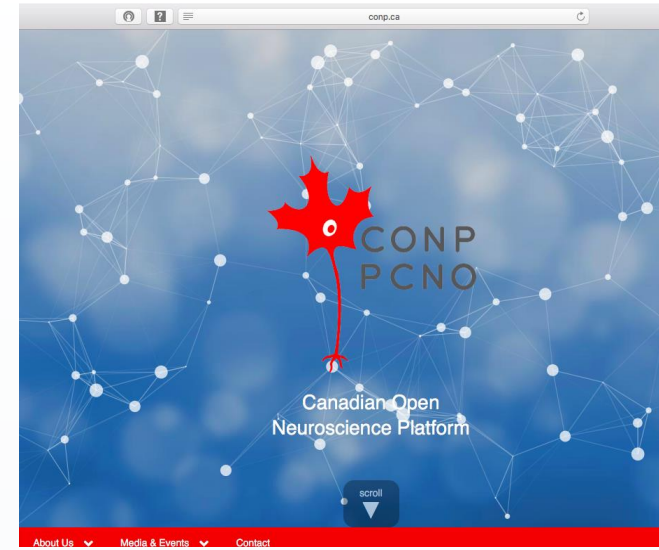 ?
conp.ca
CONP
PCNO
Canadian Open
Neuroscience Platform
scroll
About Us Media & Events Contact